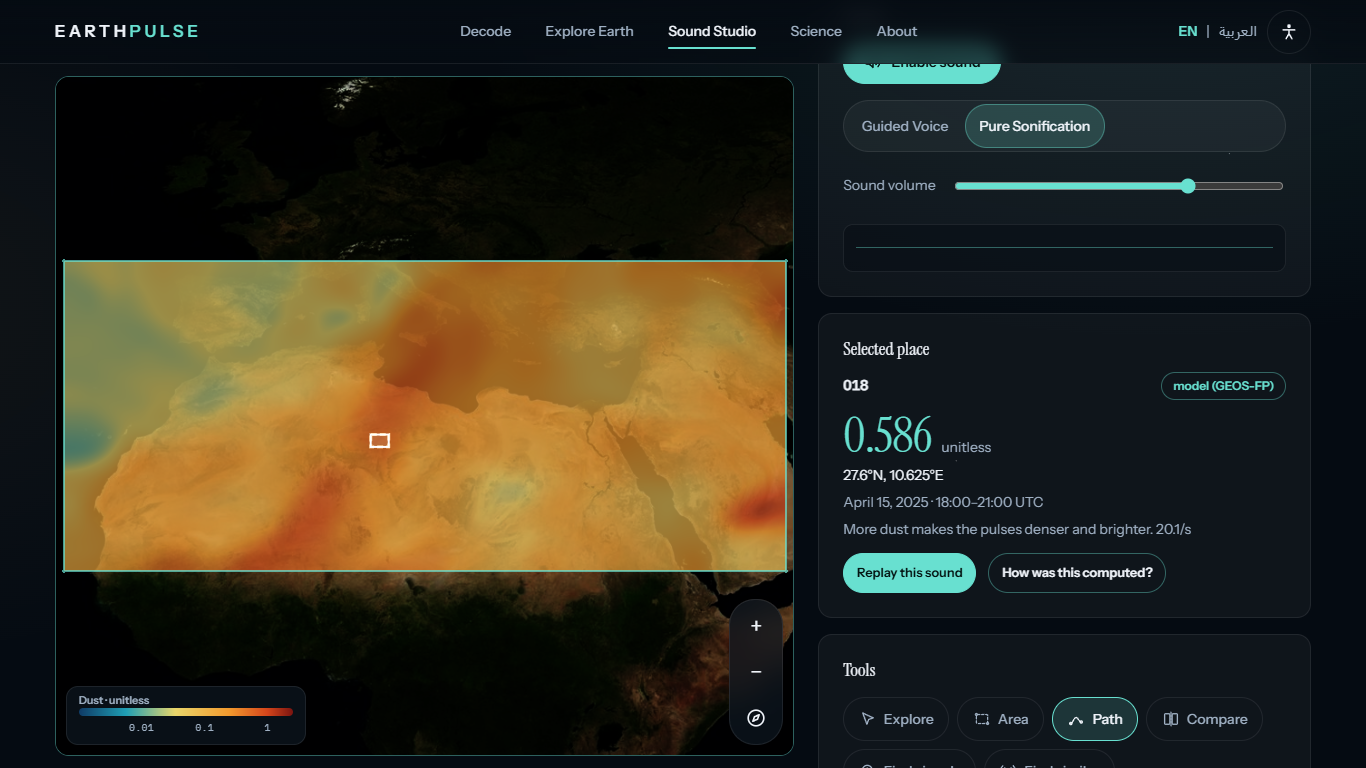 EARTHPULSE
Decode
Explore Earth
Sound Studio
Science
About
EN | العربية
Enable sound
Guided Voice
Pure Sonification
Sound volume
Selected place
018
model (GEOS-FP)
0.586 unitless
27.6°N, 10.625°E
April 15, 2025 · 18:00–21:00 UTC
More dust makes the pulses denser and brighter. 20.1/s
Replay this sound
How was this computed?
Tools
Explore
Area
Path
Compare
+
−
Dust · unitless
0.01 0.1 1